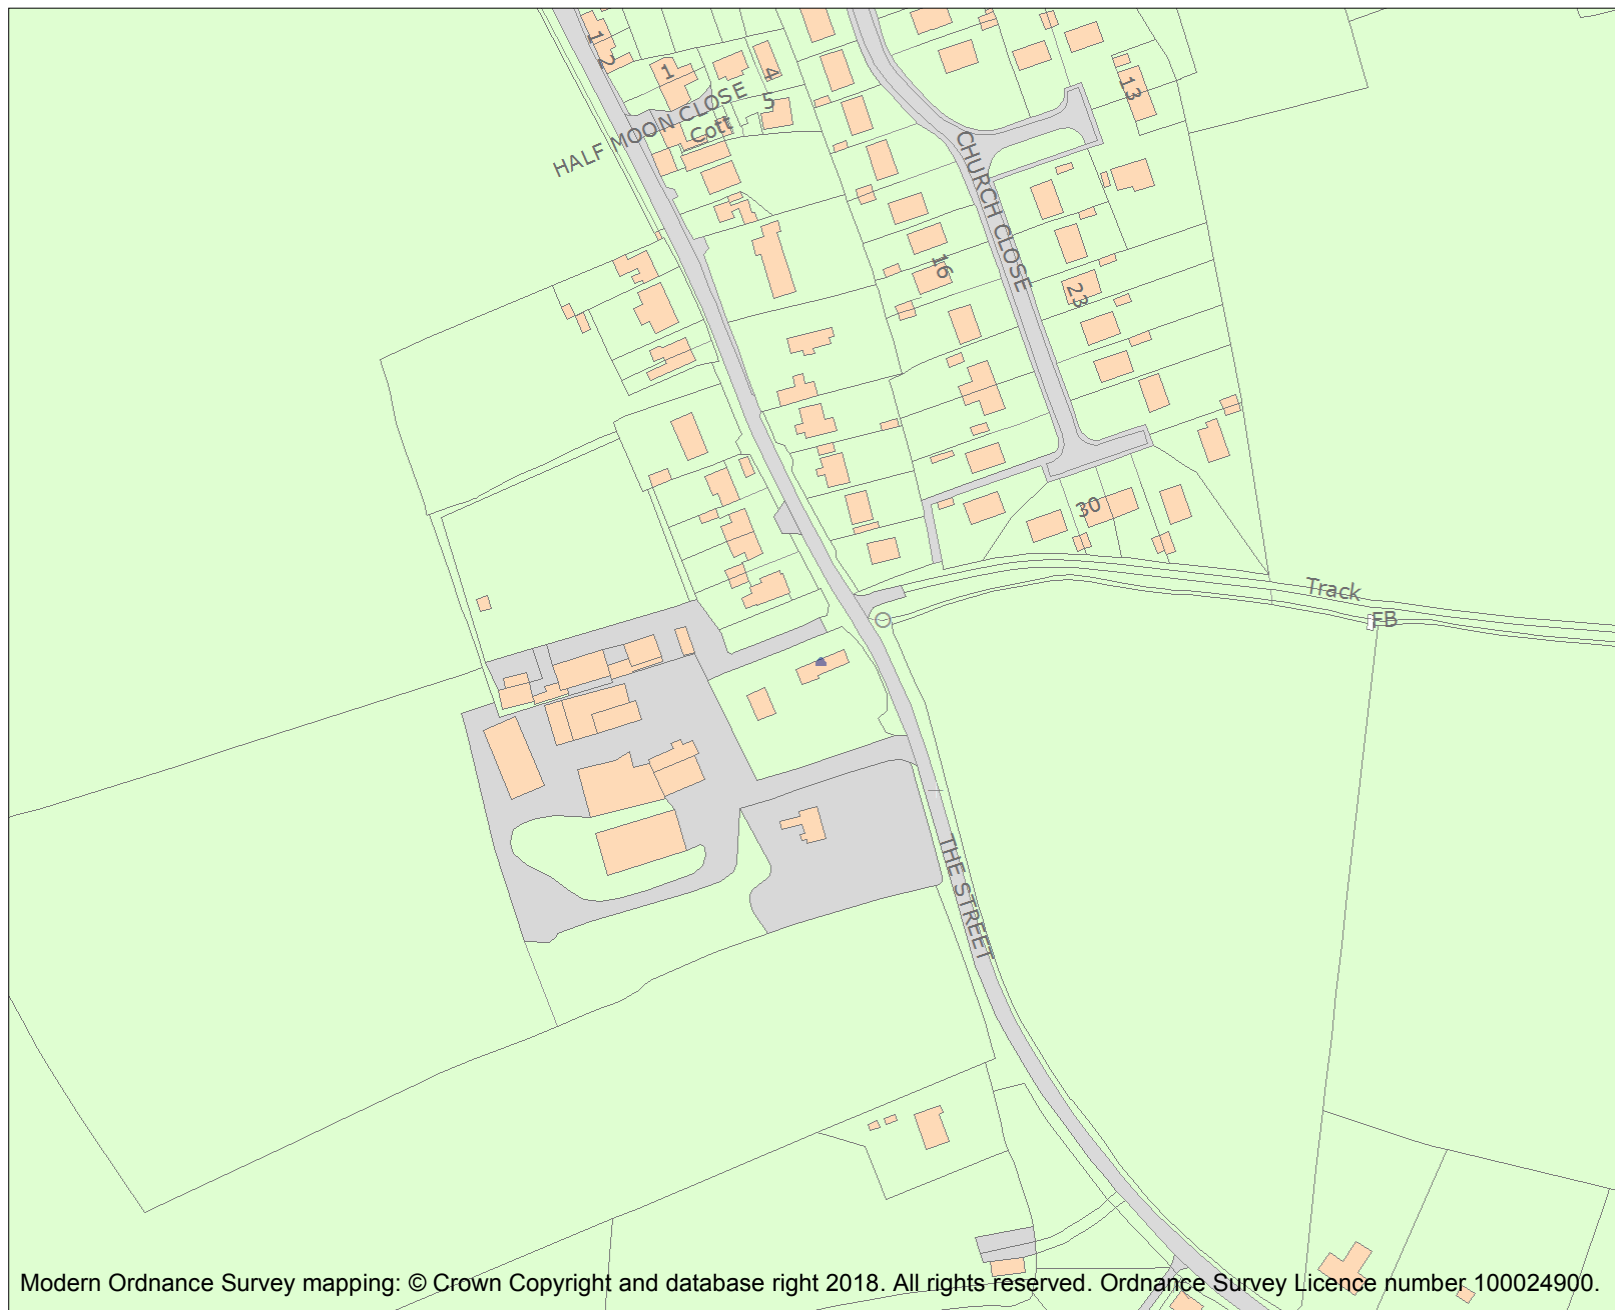 1
2
1
4
5
HALF MOON CLOSE
Cott
13
CHURCH CLOSE
16
23
30
Track
FB
THE STREET
Modern Ordnance Survey mapping: © Crown Copyright and database right 2018. All rights reserved. Ordnance Survey Licence number 100024900.